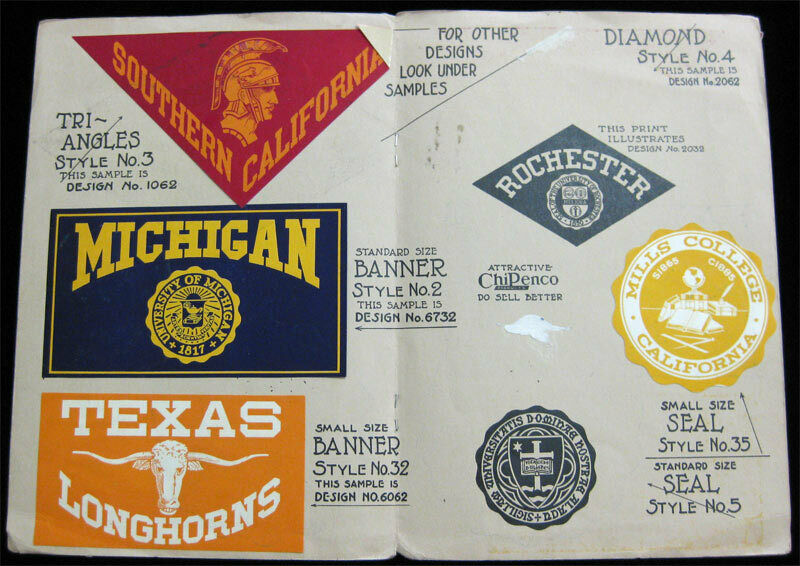 SOUTHERN CALIFORNIA
TRI~
ANGLES
STYLE No.3
THIS SAMPLE IS
DESIGN No. 1062
MICHIGAN
UNIVERSITY OF MICHIGAN
1817
STANDARD SIZE
BANNER
STYLE No.2
THIS SAMPLE IS
DESIGN No.6732
TEXAS
LONGHORNS
SMALL SIZE
BANNER
STYLE No.32
THIS SAMPLE IS
DESIGN NO.6062
FOR OTHER
DESIGNS
LOOK UNDER
SAMPLES
DIAMOND
STYLE No.4
THIS SAMPLE IS
DESIGN No.2062
THIS PRINT
ILLUSTRATES
DESIGN No.2032
ROCHESTER
1850
ATTRACTIVE
ChiPenco
DO SELL BETTER
MILLS COLLEGE
CALIFORNIA
SMALL SIZE
SEAL
STYLE No.35
STANDARD SIZE
SEAL
STYLE No.5